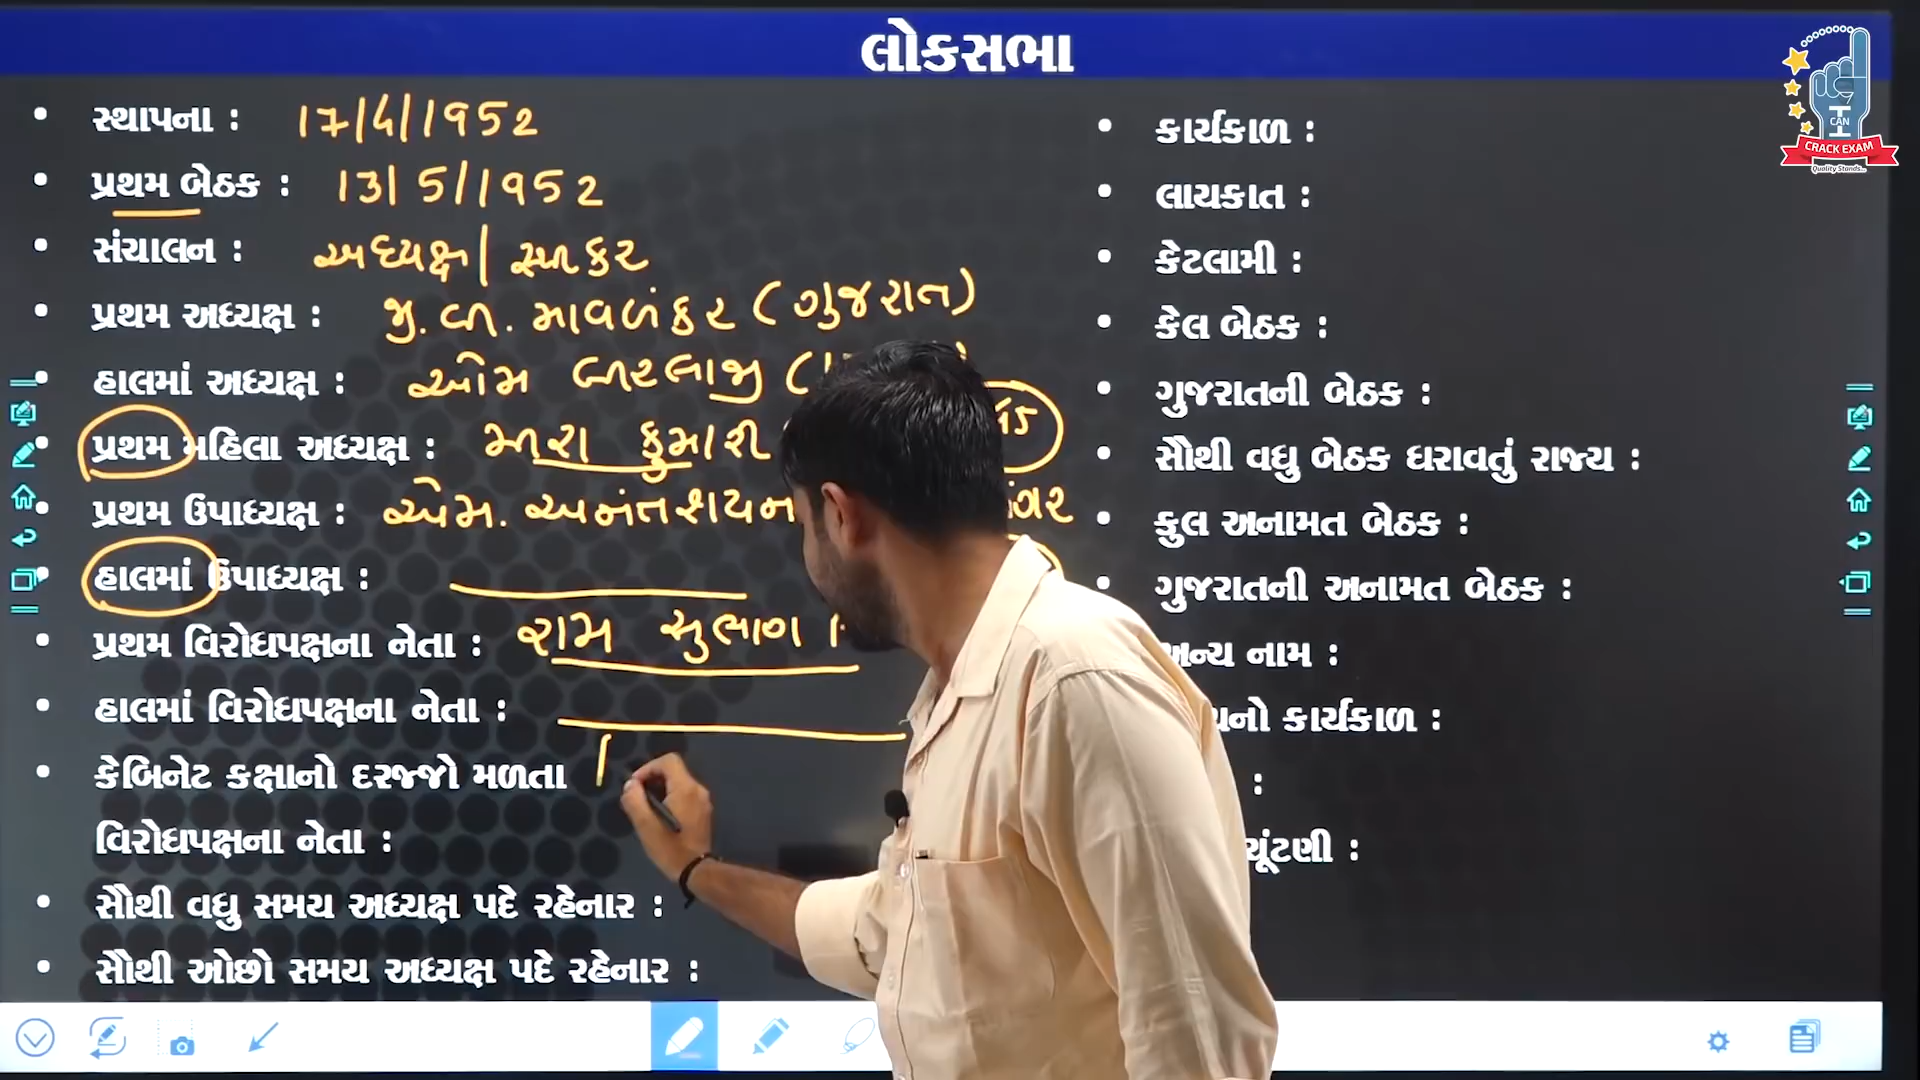 લોકસભા
સ્થાપના : 17/4/1952
પ્રથમ બેઠક : 13/5/1952
સંચાલન : અધ્યક્ષ/
પ્રથમ અધ્યક્ષ : જી. વા. માવળંકર (ગુજરાત)
હાલમાં અધ્યક્ષ : ઓમ બિરલાજી (
પ્રથમ મહિલા અધ્યક્ષ : મીરા કુમારી
પ્રથમ ઉપાધ્યક્ષ : એમ. અનંતશયન
હાલમાં ઉપાધ્યક્ષ :
પ્રથમ વિરોધપક્ષના નેતા : રામ સુભાગ
હાલમાં વિરોધપક્ષના નેતા :
કેબિનેટ કક્ષાનો દરજ્જો મળતા
વિરોધપક્ષના નેતા :
સૌથી વધુ સમય અધ્યક્ષ પદે રહેનાર :
સૌથી ઓછો સમય અધ્યક્ષ પદે રહેનાર :
કાર્યકાળ :
લાયકાત :
કેટલામી :
કેલ બેઠક :
ગુજરાતની બેઠક :
સૌથી વધુ બેઠક ધરાવતું રાજ્ય :
કુલ અનામત બેઠક :
ગુજરાતની અનામત બેઠક :
અન્ય નામ :
કાર્યકાળ :
:
ચૂંટણી :
I
CAN
CRACK EXAM
Quality Stands...